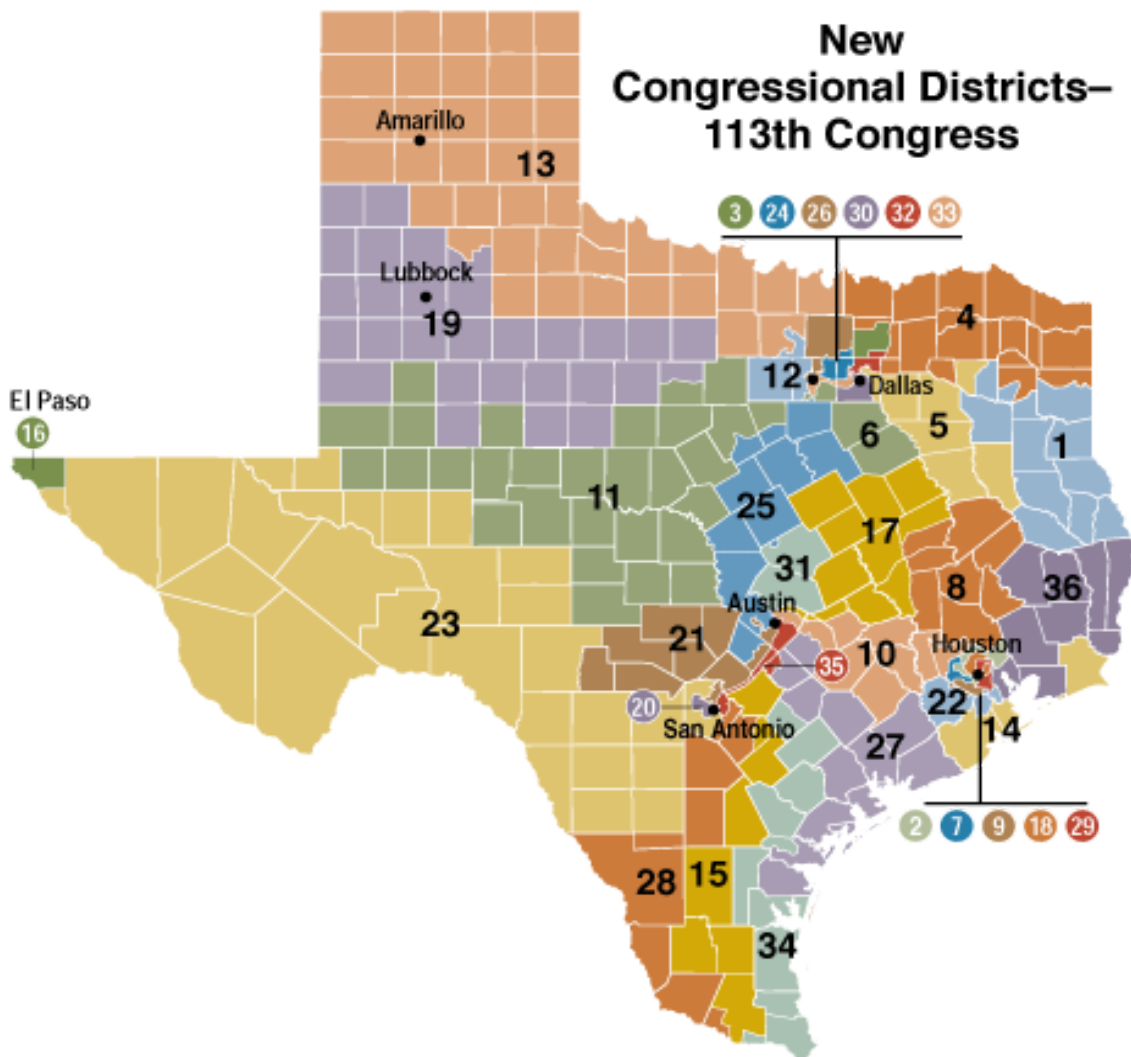 New
Congressional Districts–
113th Congress
Amarillo
13
3 24 26 30 32 33
Lubbock
19
4
12
Dallas
El Paso
16
6
5
1
11
25
17
31
8
36
23
Austin
21
10
Houston
35
22
20
San Antonio
14
27
2 7 9 18 29
28
15
34